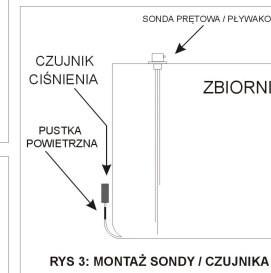 SONDA PRĘTOWA / PŁYWAKO
CZUJNIK
CIŚNIENIA
ZBIORNI
PUSTKA
POWIETRZNA
RYS 3: MONTAŻ SONDY / CZUJNIKA